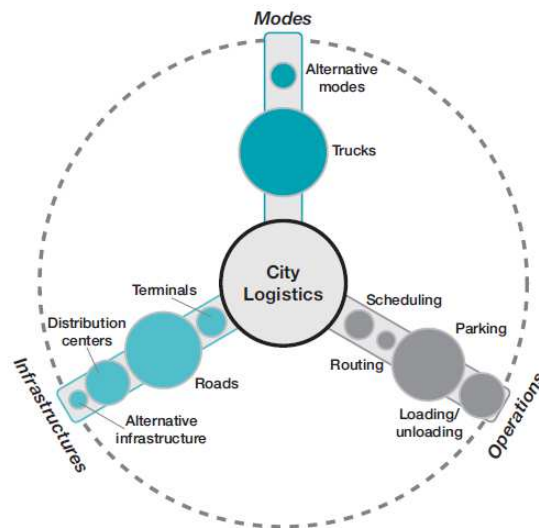 Modes
Alternative
modes
Trucks
City
Logistics
Terminals
Distribution
centers
Roads
Alternative
infrastructure
Infrastructures
Scheduling
Routing
Parking
Loading/
unloading
Operations